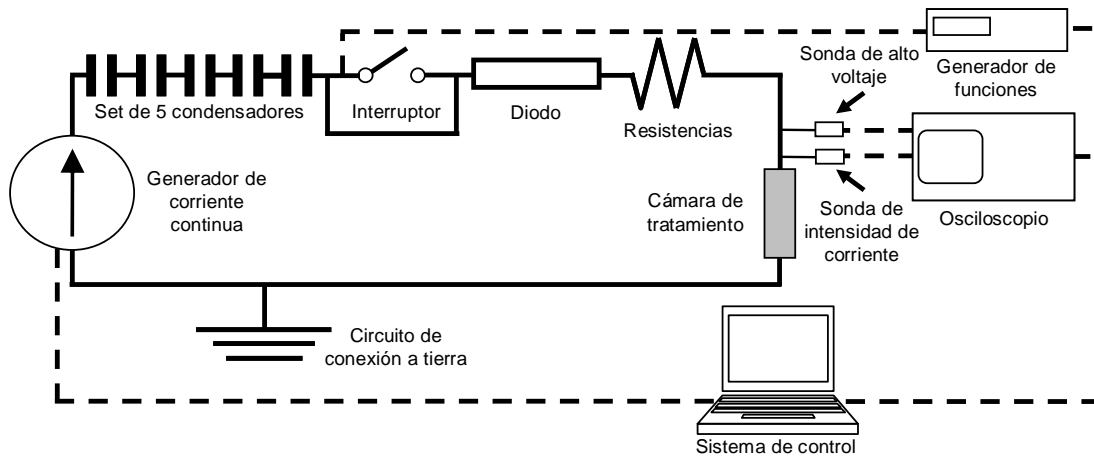 Sonda de alto
voltaje
Generador de
funciones
Set de 5 condensadores
Interruptor
Diodo
Resistencias
Generador de
corriente
continua
Cámara de
tratamiento
Sonda de
intensidad de
corriente
Osciloscopio
Circuito de
conexión a tierra
Sistema de control